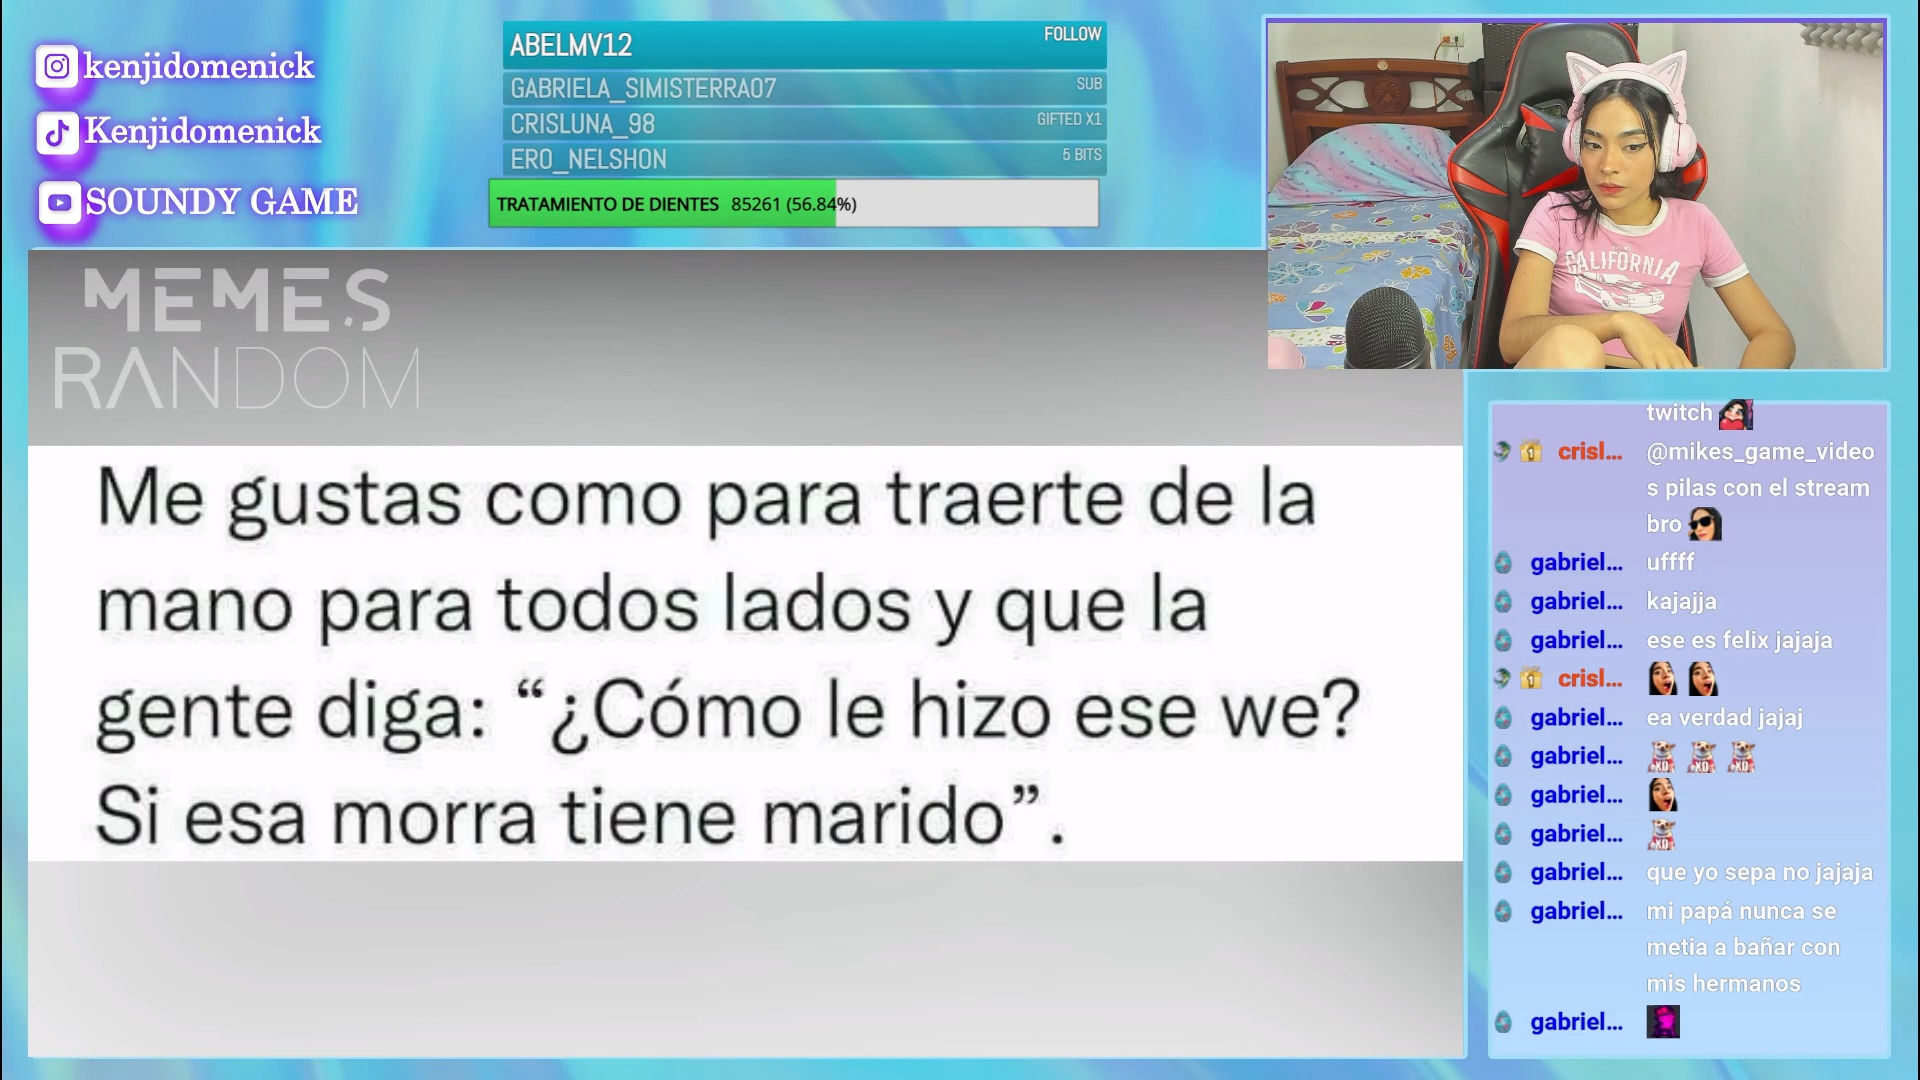 kenjidomenick
Kenjidomenick
SOUNDY GAME
ABELMV12 FOLLOW
GABRIELA_SIMISTERRA07 SUB
CRISLUNA_98 GIFTED X1
ERO_NELSHON 5 BITS
TRATAMIENTO DE DIENTES 85261 (56.84%)
CALIFORNIA
MEMES
RANDOM
Me gustas como para traerte de la
mano para todos lados y que la
gente diga: “¿Cómo le hizo ese we?
Si esa morra tiene marido”.
twitch
crisl... @mikes_game_video
s pilas con el stream
bro
gabriel... uffff
gabriel... kajajja
gabriel... ese es felix jajaja
crisl...
gabriel... ea verdad jajaj
gabriel... KO KO KO
gabriel...
gabriel... KO
gabriel... que yo sepa no jajaja
gabriel... mi papá nunca se
metia a bañar con
mis hermanos
gabriel...